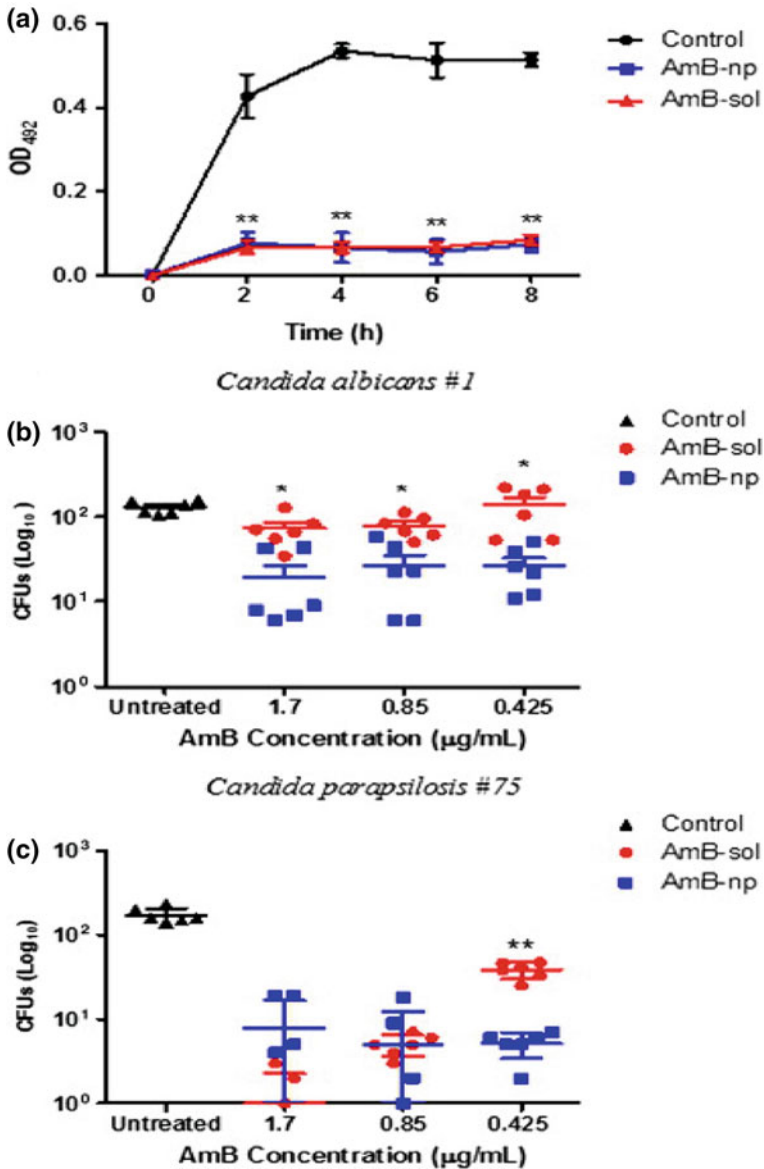 (a)
0.6
0.4
0.2
0.0
OD492
0 2 4 6 8
** ** ** **
Time (h)
Control
AmB-np
AmB-sol
Candida albicans #1
(b)
10³
10²
10¹
10⁰
CFUs (Log₁₀)
* * *
Untreated 1.7 0.85 0.425
AmB Concentration (μg/mL)
Control
AmB-sol
AmB-np
Candida parapsilosis #75
(c)
10³
10²
10¹
10⁰
CFUs (Log₁₀)
**
Untreated 1.7 0.85 0.425
AmB Concentration (μg/mL)
Control
AmB-sol
AmB-np